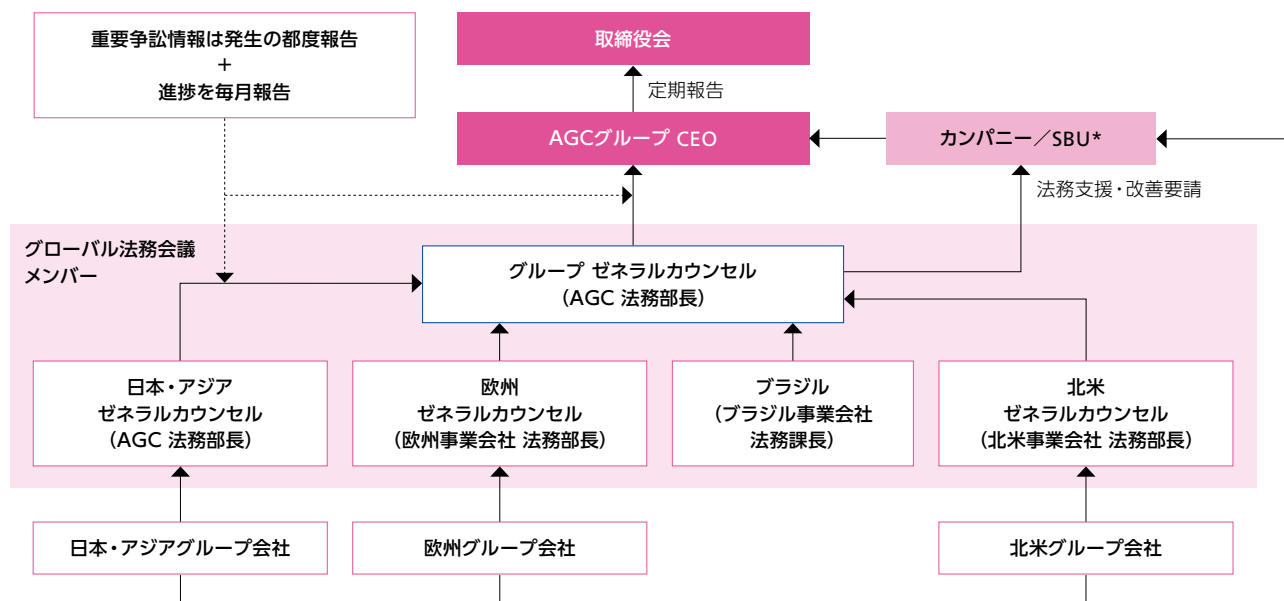 重要争訟情報は発生の都度報告
+
進捗を毎月報告
取締役会
定期報告
AGCグループ CEO
カンパニー／SBU*
法務支援・改善要請
グローバル法務会議
メンバー
グループ ゼネラルカウンセル
（AGC 法務部長）
日本・アジア
ゼネラルカウンセル
（AGC 法務部長）
欧州
ゼネラルカウンセル
（欧州事業会社 法務部長）
ブラジル
（ブラジル事業会社
法務課長）
北米
ゼネラルカウンセル
（北米事業会社 法務部長）
日本・アジアグループ会社
欧州グループ会社
北米グループ会社